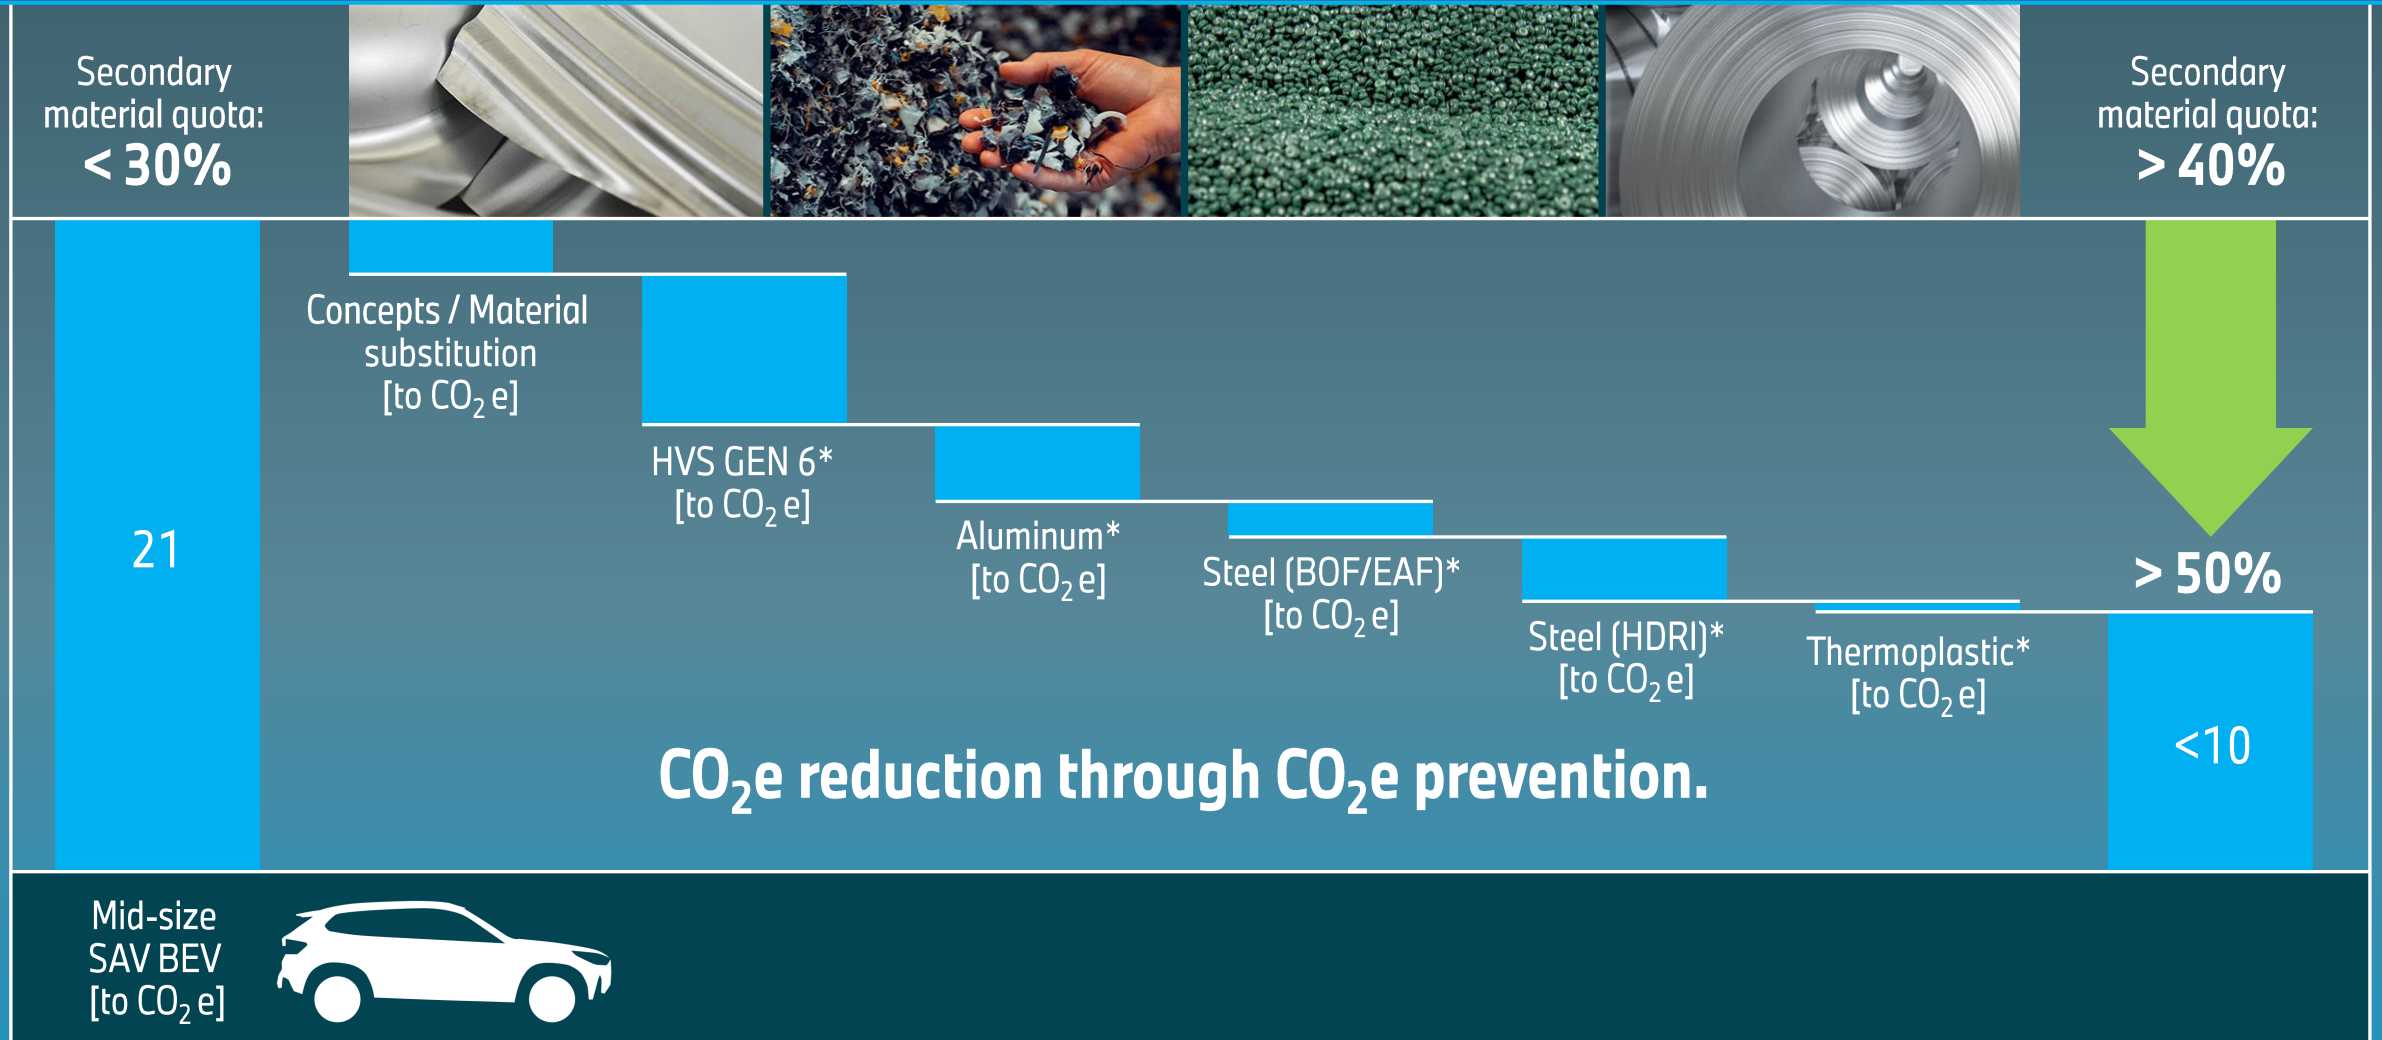 Secondary
material quota:
< 30%
Secondary
material quota:
> 40%
21
Concepts / Material
substitution
[to CO₂ e]
HVS GEN 6*
[to CO₂ e]
Aluminum*
[to CO₂ e]
Steel (BOF/EAF)*
[to CO₂ e]
Steel (HDRI)*
[to CO₂ e]
Thermoplastic*
[to CO₂ e]
> 50%
<10
CO₂e reduction through CO₂e prevention.
Mid-size
SAV BEV
[to CO₂ e]